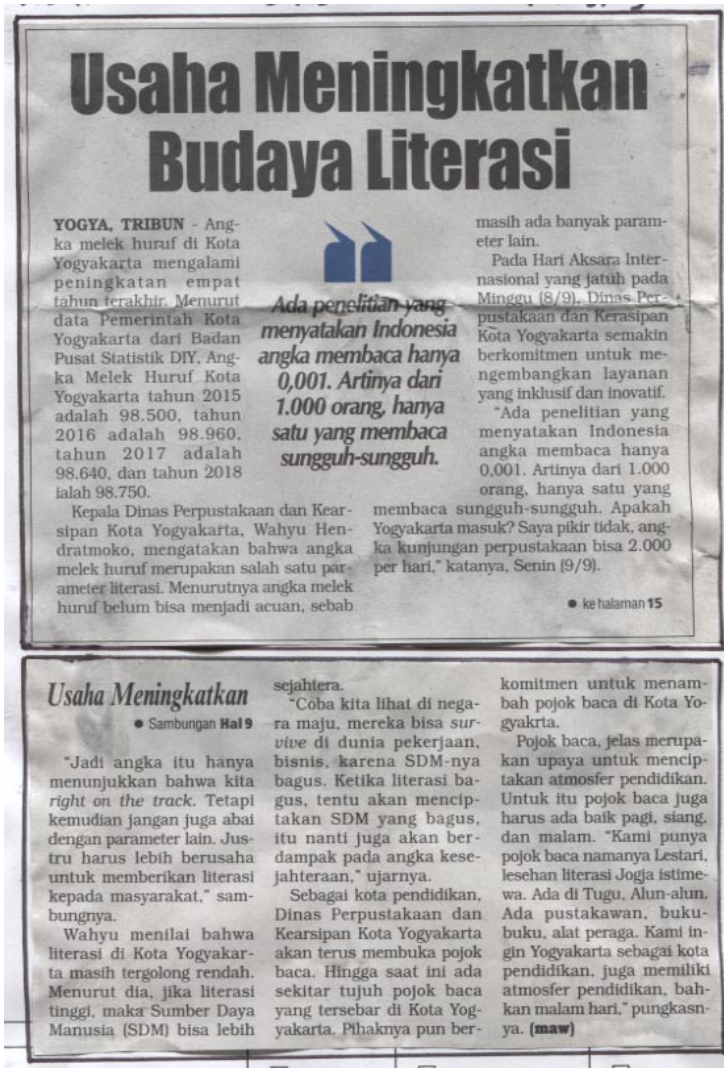 Usaha Meningkatkan
Budaya Literasi
YOGYA, TRIBUN - Ang-
ka melek huruf di Kota
Yogyakarta mengalami
peningkatan empat
tahun terakhir. Menurut
data Pemerintah Kota
Yogyakarta dari Badan
Pusat Statistik DIY, Ang-
ka Melek Huruf Kota
Yogyakarta tahun 2015
adalah 98.500, tahun
2016 adalah 98.960,
tahun 2017 adalah
98.640, dan tahun 2018
ialah 98.750.
Kepala Dinas Perpustakaan dan Kear-
sipan Kota Yogyakarta, Wahyu Hen-
dratmoko, mengatakan bahwa angka
melek huruf merupakan salah satu par-
ameter literasi. Menurutnya angka melek
huruf belum bisa menjadi acuan, sebab
Ada penelitian yang
menyatakan Indonesia
angka membaca hanya
0,001. Artinya dari
1.000 orang, hanya
satu yang membaca
sungguh-sungguh.
masih ada banyak param-
eter lain.
Pada Hari Aksara Inter-
nasional yang jatuh pada
Minggu (8/9), Dinas Per-
pustakaan dan Kerasipan
Kota Yogyakarta semakin
berkomitmen untuk me-
ngembangkan layanan
yang inklusif dan inovatif.
"Ada penelitian yang
menyatakan Indonesia
angka membaca hanya
0.001. Artinya dari 1.000
orang, hanya satu yang
membaca sungguh-sungguh. Apakah
Yogyakarta masuk? Saya pikir tidak, ang-
ka kunjungan perpustakaan bisa 2.000
per hari," katanya, Senin (9/9).
● ke halaman 15
Usaha Meningkatkan
● Sambungan Hal 9
"Jadi angka itu hanya
menunjukkan bahwa kita
right on the track. Tetapi
kemudian jangan juga abai
dengan parameter lain. Jus-
tru harus lebih berusaha
untuk memberikan literasi
kepada masyarakat," sam-
bungnya.
Wahyu menilai bahwa
literasi di Kota Yogyakar-
ta masih tergolong rendah.
Menurut dia, jika literasi
tinggi, maka Sumber Daya
Manusia (SDM) bisa lebih
sejahtera.
"Coba kita lihat di nega-
ra maju, mereka bisa sur-
vive di dunia pekerjaan,
bisnis, karena SDM-nya
bagus. Ketika literasi ba-
gus, tentu akan mencip-
takan SDM yang bagus,
itu nanti juga akan ber-
dampak pada angka kese-
jahteraan," ujarnya.
Sebagai kota pendidikan,
Dinas Perpustakaan dan
Kearsipan Kota Yogyakarta
akan terus membuka pojok
baca. Hingga saat ini ada
sekitar tujuh pojok baca
yang tersebar di Kota Yog-
yakarta. Pihaknya pun ber-
komitmen untuk menam-
bah pojok baca di Kota Yo-
gyakrta.
Pojok baca, jelas merupa-
kan upaya untuk mencip-
takan atmosfer pendidikan.
Untuk itu pojok baca juga
harus ada baik pagi, siang,
dan malam. "Kami punya
pojok baca namanya Lestari,
lesehan literasi Jogja istime-
wa. Ada di Tugu, Alun-alun.
Ada pustakawan, buku-
buku, alat peraga. Kami in-
gin Yogyakarta sebagai kota
pendidikan, juga memiliki
atmosfer pendidikan, bah-
kan malam hari," pungkasn-
ya. (maw)